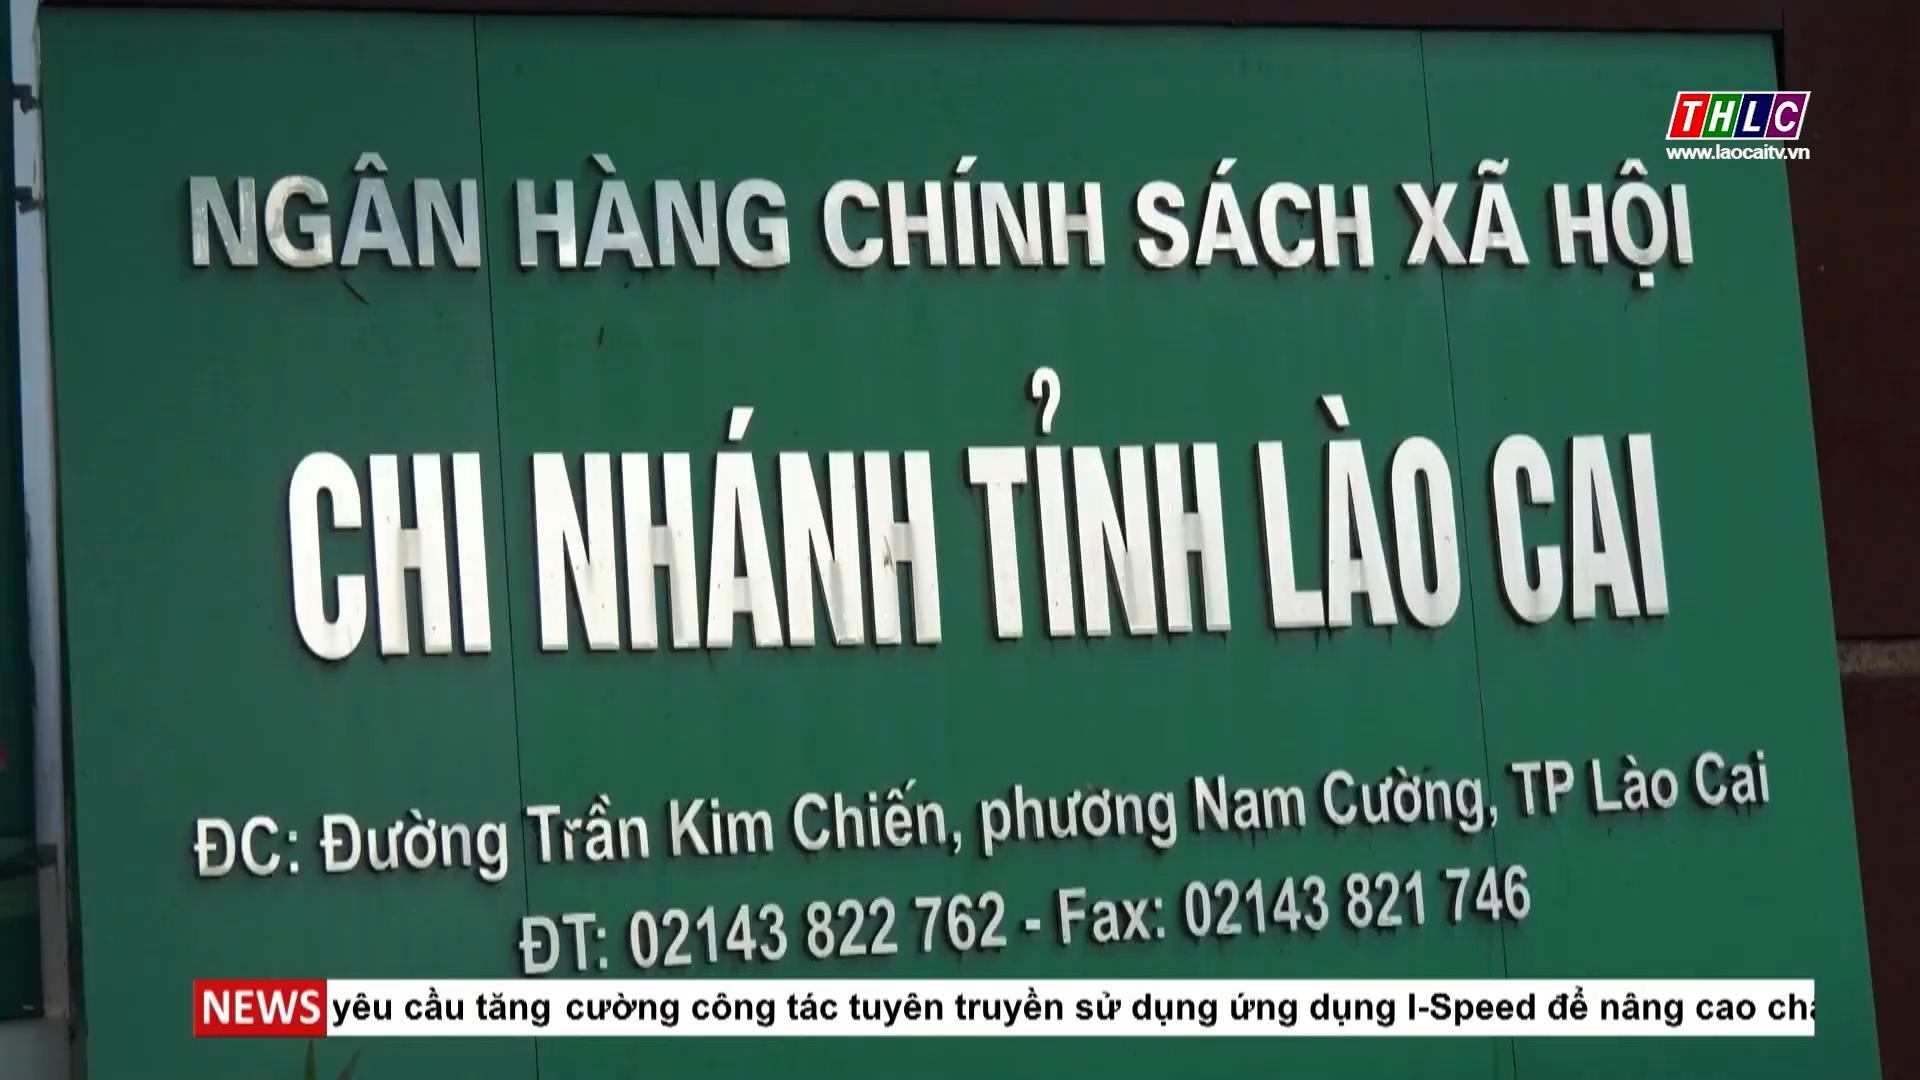 THLC
www.laocaitv.vn
NGÂN HÀNG CHÍNH SÁCH XÃ HỘI
CHI NHÁNH TỈNH LÀO CAI
ĐC: Đường Trần Kim Chiến, phường Nam Cường, TP Lào Cai
ĐT: 02143 822 762 - Fax: 02143 821 746
NEWS yêu cầu tăng cường công tác tuyên truyền sử dụng ứng dụng I-Speed để nâng cao